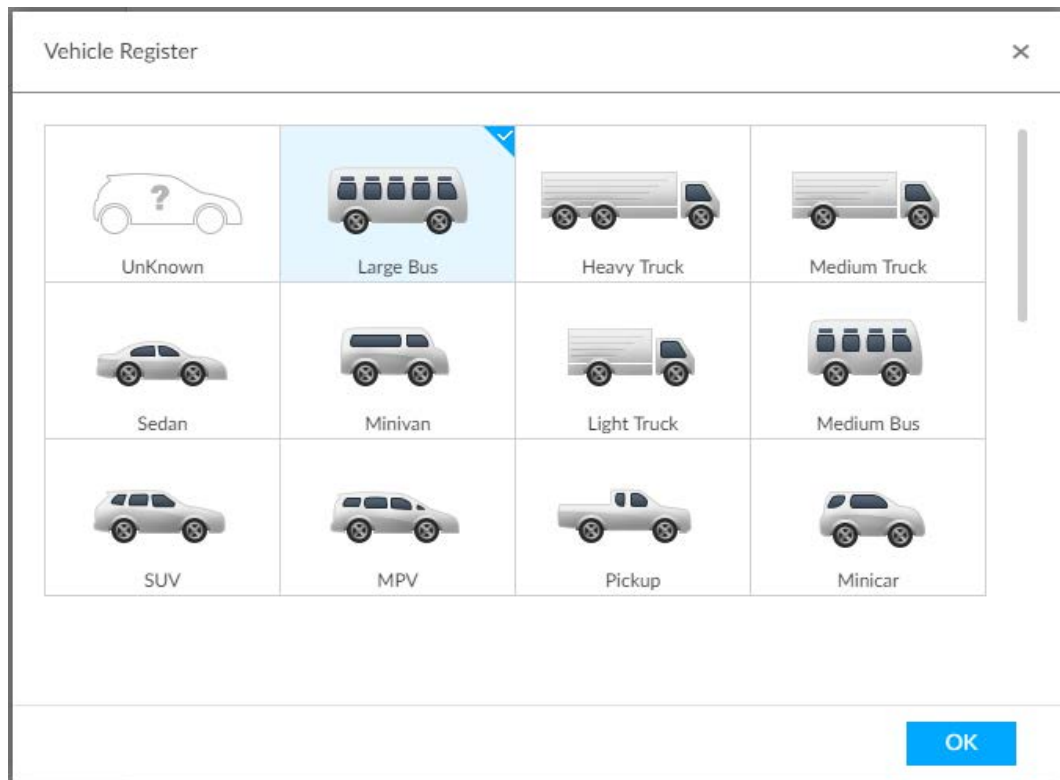 Vehicle Register
?
UnKnown
Large Bus
Heavy Truck
Medium Truck
Sedan
Minivan
Light Truck
Medium Bus
SUV
MPV
Pickup
Minicar
OK